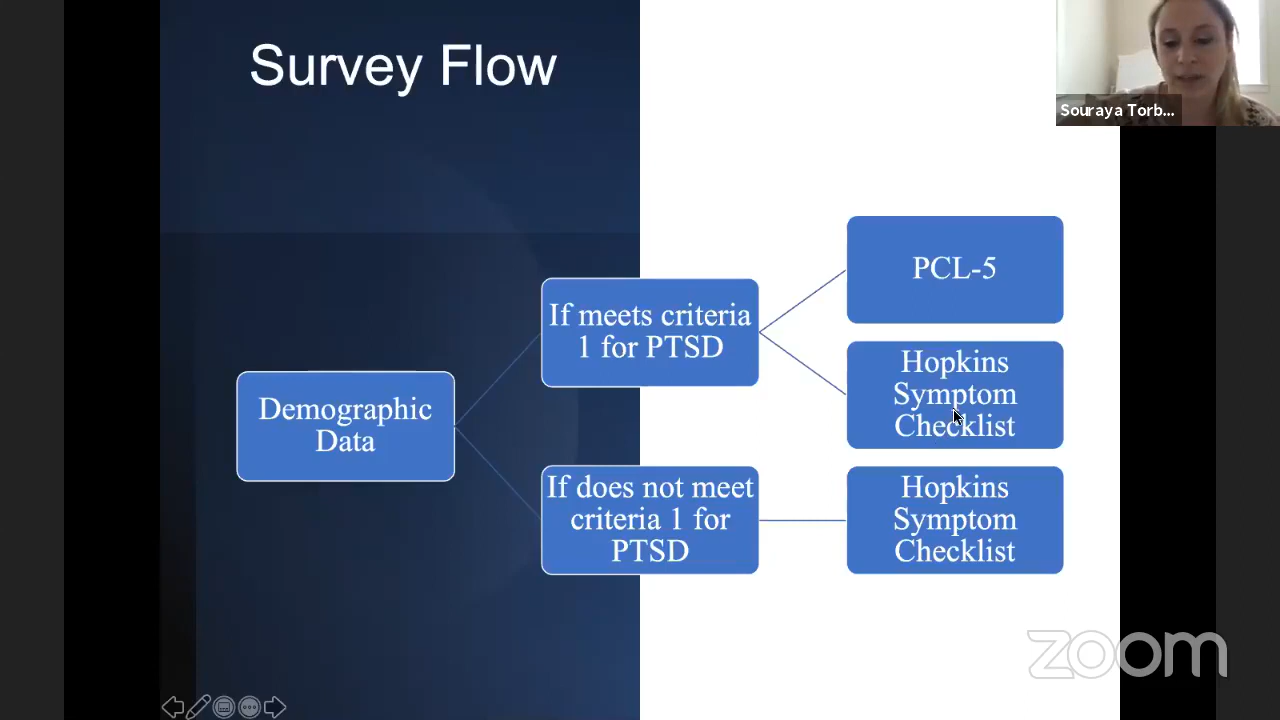 Survey Flow
Souraya Torb...
PCL-5
If meets criteria
1 for PTSD
Hopkins
Symptom
Checklist
Demographic
Data
If does not meet
criteria 1 for
PTSD
Hopkins
Symptom
Checklist
zoom